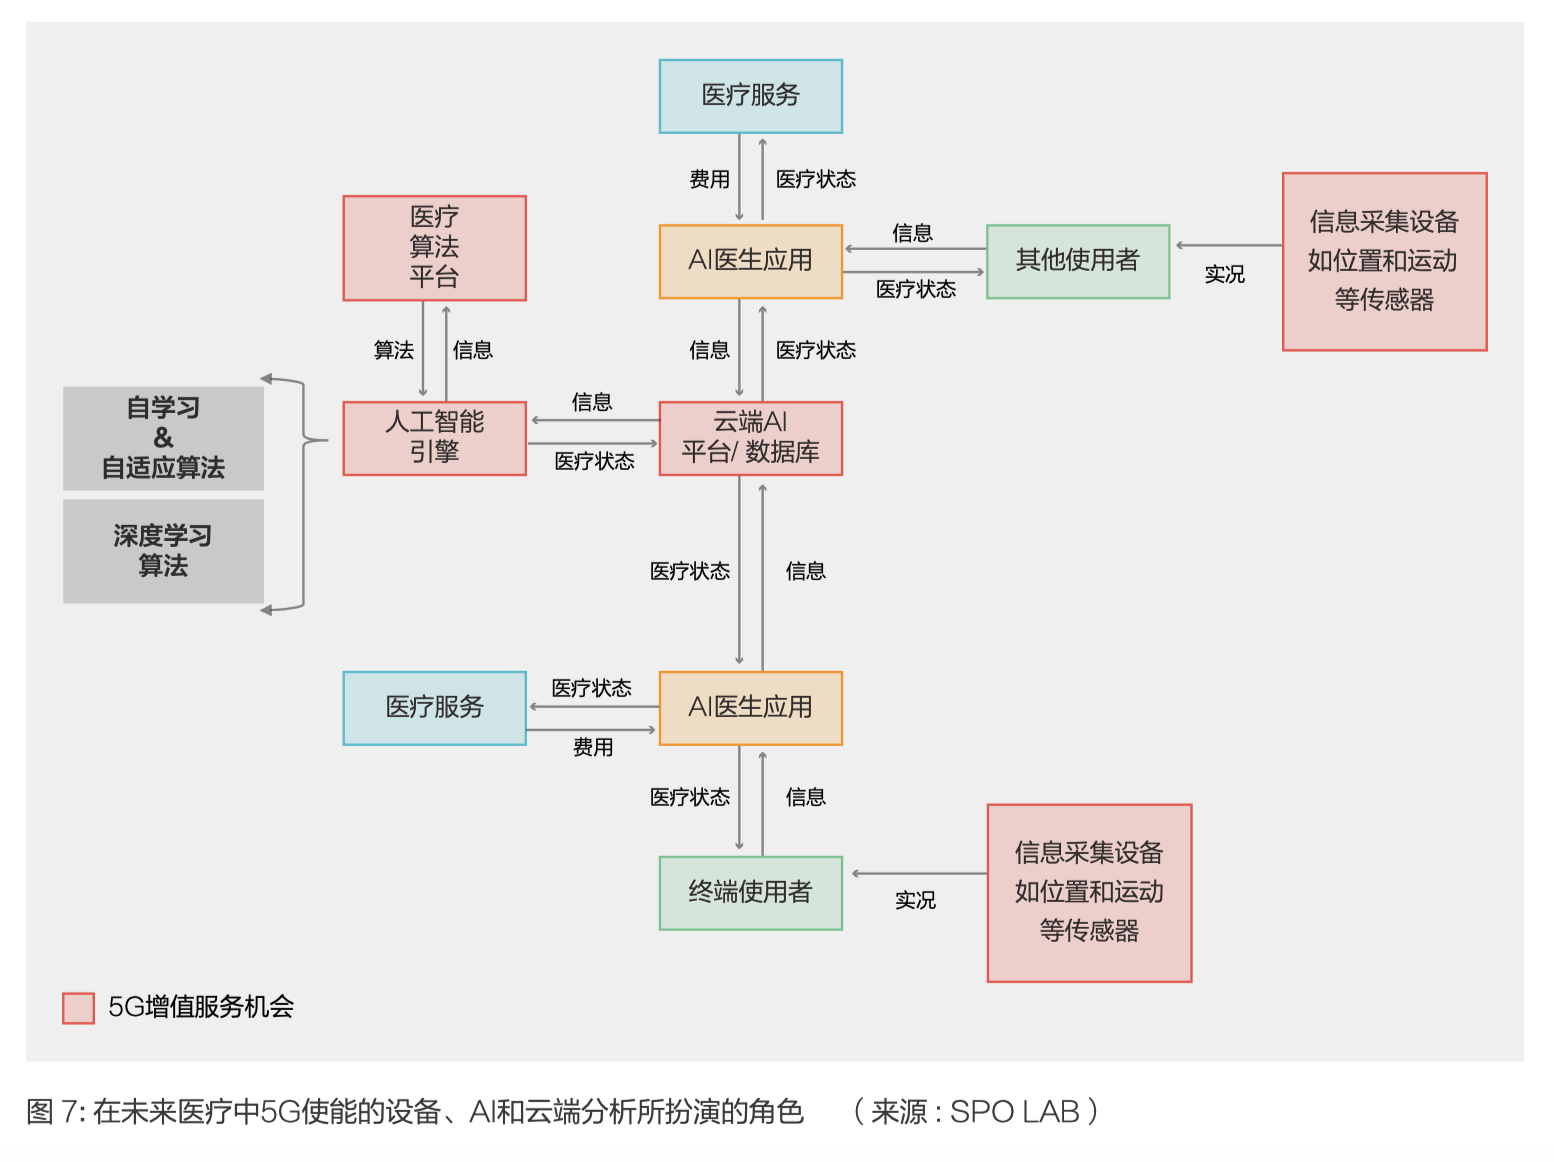 医疗服务
费用
医疗状态
医疗
算法
平台
AI医生应用
信息
医疗状态
其他使用者
实况
信息采集设备
如位置和运动
等传感器
算法
信息
信息
医疗状态
自学习
&
自适应算法
深度学习
算法
人工智能
引擎
信息
医疗状态
云端AI
平台/ 数据库
医疗状态
信息
医疗服务
医疗状态
费用
AI医生应用
医疗状态
信息
终端使用者
实况
信息采集设备
如位置和运动
等传感器
5G增值服务机会
图 7: 在未来医疗中5G使能的设备、AI和云端分析所扮演的角色 （ 来源 : SPO LAB ）